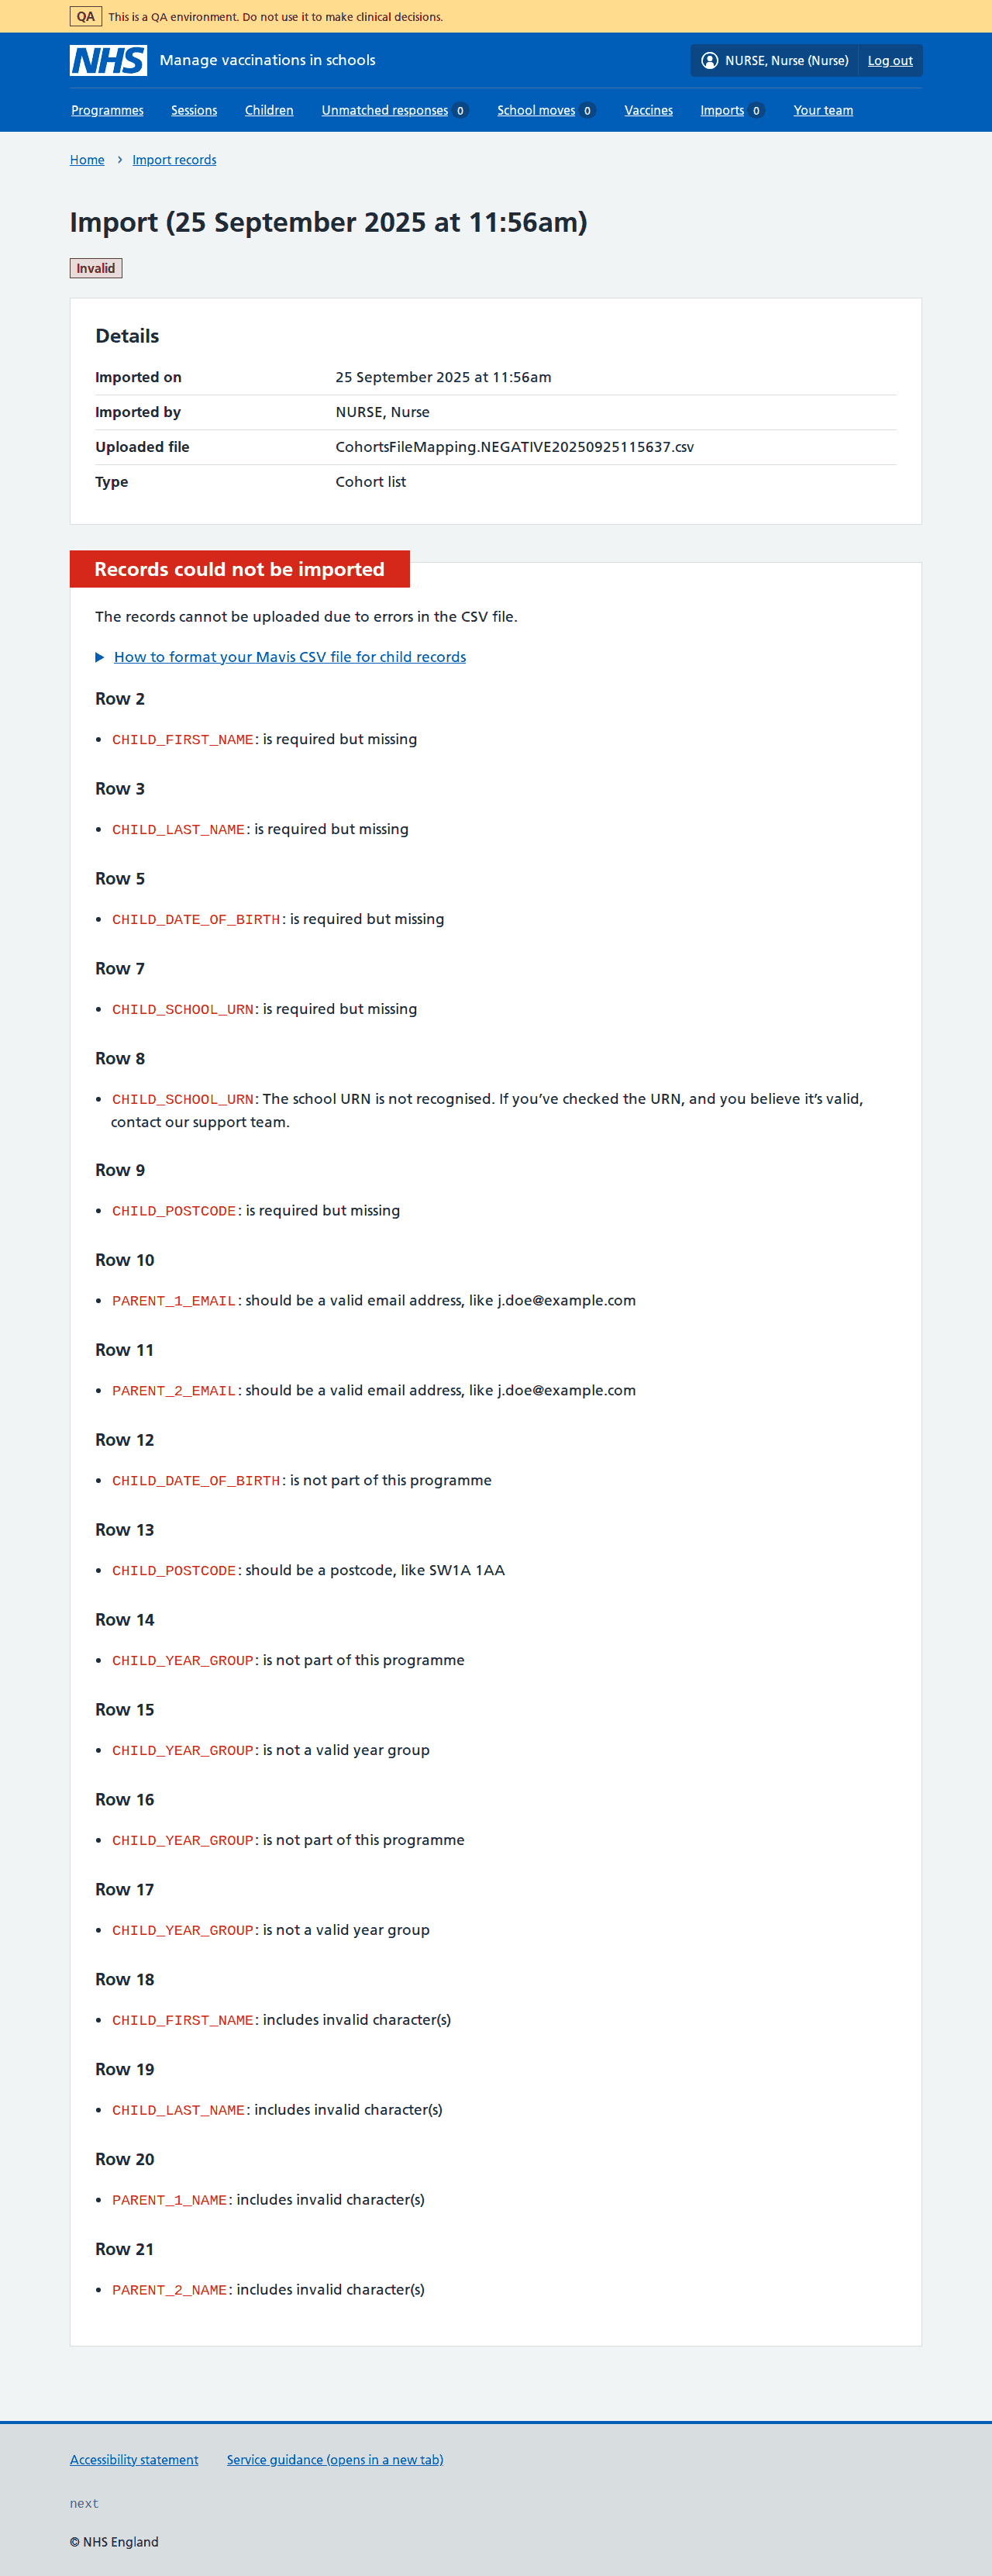 QA This is a QA environment. Do not use it to make clinical decisions.
NHS Manage vaccinations in schools NURSE, Nurse (Nurse) Log out
Programmes Sessions Children Unmatched responses 0 School moves 0 Vaccines Imports 0 Your team
Home › Import records
Import (25 September 2025 at 11:56am)
Invalid
Details
Imported on 25 September 2025 at 11:56am
Imported by NURSE, Nurse
Uploaded file CohortsFileMapping.NEGATIVE20250925115637.csv
Type Cohort list
Records could not be imported
The records cannot be uploaded due to errors in the CSV file.
How to format your Mavis CSV file for child records
Row 2
• CHILD_FIRST_NAME: is required but missing
Row 3
• CHILD_LAST_NAME: is required but missing
Row 5
• CHILD_DATE_OF_BIRTH: is required but missing
Row 7
• CHILD_SCHOOL_URN: is required but missing
Row 8
• CHILD_SCHOOL_URN: The school URN is not recognised. If you’ve checked the URN, and you believe it’s valid,
contact our support team.
Row 9
• CHILD_POSTCODE: is required but missing
Row 10
• PARENT_1_EMAIL: should be a valid email address, like j.doe@example.com
Row 11
• PARENT_2_EMAIL: should be a valid email address, like j.doe@example.com
Row 12
• CHILD_DATE_OF_BIRTH: is not part of this programme
Row 13
• CHILD_POSTCODE: should be a postcode, like SW1A 1AA
Row 14
• CHILD_YEAR_GROUP: is not part of this programme
Row 15
• CHILD_YEAR_GROUP: is not a valid year group
Row 16
• CHILD_YEAR_GROUP: is not part of this programme
Row 17
• CHILD_YEAR_GROUP: is not a valid year group
Row 18
• CHILD_FIRST_NAME: includes invalid character(s)
Row 19
• CHILD_LAST_NAME: includes invalid character(s)
Row 20
• PARENT_1_NAME: includes invalid character(s)
Row 21
• PARENT_2_NAME: includes invalid character(s)
Accessibility statement Service guidance (opens in a new tab)
next
© NHS England